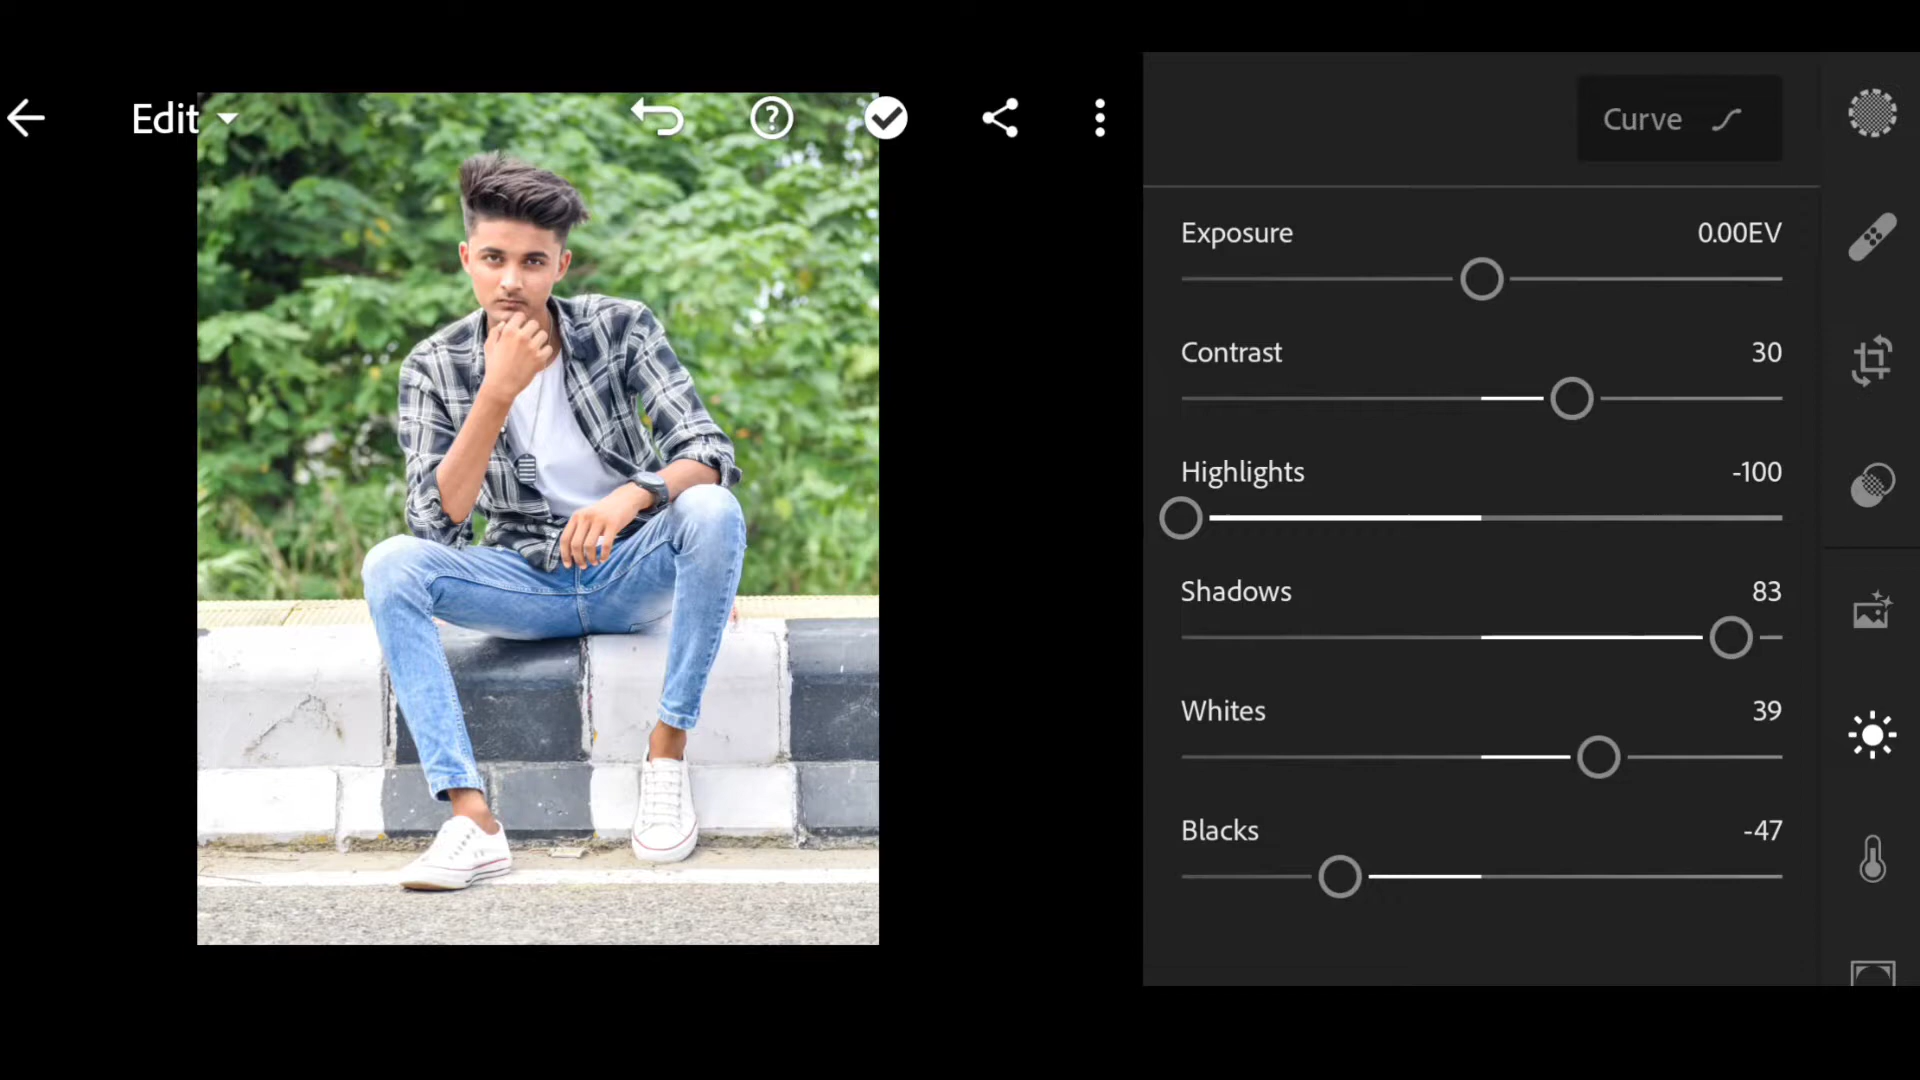 Edit
Curve
Exposure 0.00EV
Contrast 30
Highlights -100
Shadows 83
Whites 39
Blacks -47